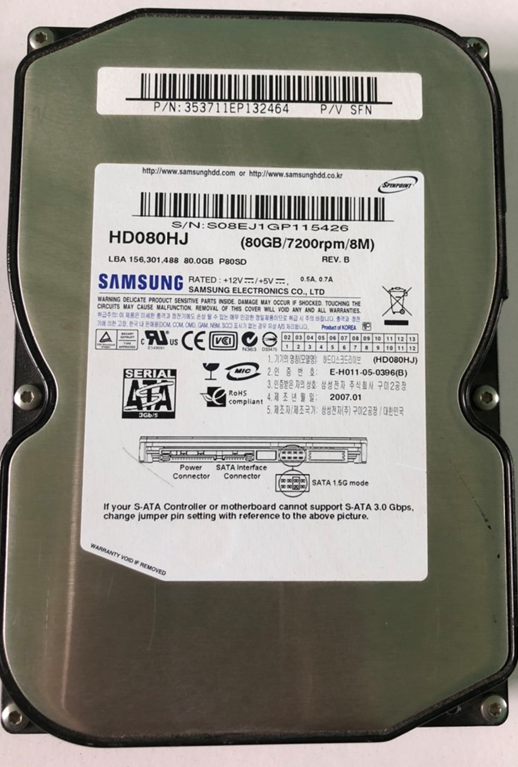 P/N:353711EP132464 P/V SFN
http://www.samsunghdd.com or http://www.samsunghdd.co.kr
SPINPOINT
S/N:S08EJ1GP115426
HD080HJ (80GB/7200rpm/8M)
LBA 156,301,488 80.0GB P80SD REV. B
SAMSUNG RATED : +12V / +5V 0.5A, 0.7A
SAMSUNG ELECTRONICS CO., LTD
WARNING DELICATE PRODUCT SENSITIVE PARTS INSIDE. DAMAGE MAY OCCUR IF SHOCKED. TOUCHING THE
CIRCUITS MAY CAUSE MALFUNCTION. REMOVAL OF THIS COVER WILL VOID WARRANTY AND ANY AND ALL BENEFITS.
Product of KOREA
c US CE VCI N365
02 03 04 05 06 07 08 09 10 11 12
1 2 3 4 5 6 7 8 9 10 11 12
1. 기기의 명칭(모델명): 하드디스크드라이브 (HD080HJ)
2. 인 증 번 호: E-H011-05-0396(B)
3. 인증받은 자의 상호: 삼성전자 주식회사 구미2공장
4. 제 조 년 월 일: 2007.01
5. 제조자/제조국가: 삼성전자(주) 구미2공장 / 대한민국
SERIAL
ATA
3Gb/5
MIC
RoHS
compliant
Power
Connector
SATA Interface
Connector
SATA 1.5G mode
If your S-ATA Controller or motherboard cannot support S-ATA 3.0 Gbps,
change jumper pin setting with reference to the above picture.
WARRANTY VOID IF REMOVED